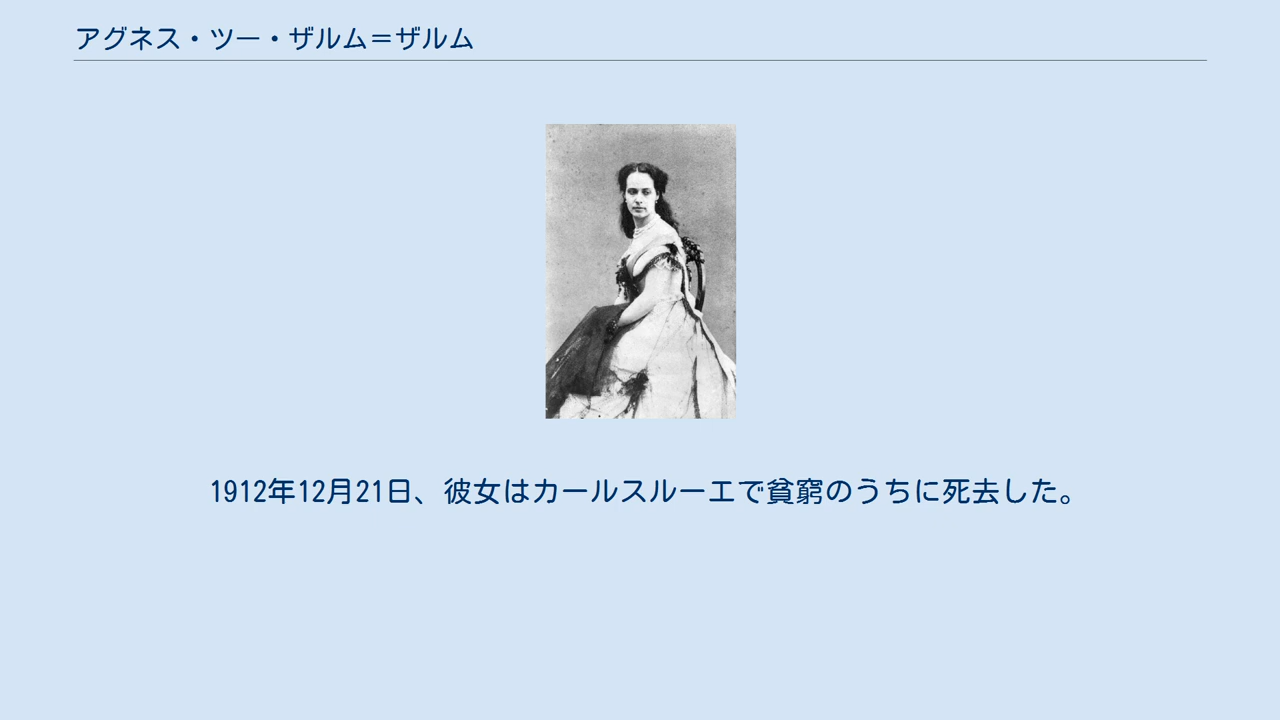 アグネス・ツー・ザルム＝ザルム
1912年12月21日、彼女はカールスルーエで貧窮のうちに死去した。